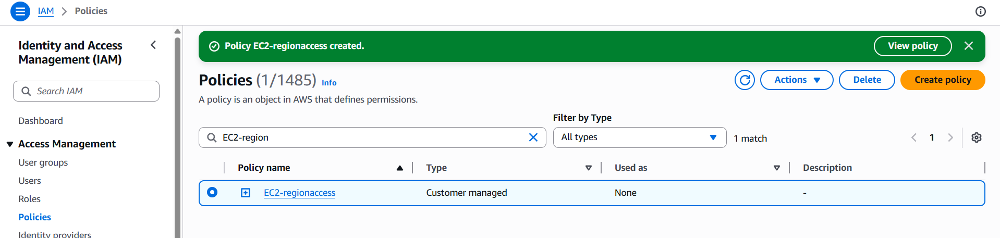 IAM > Policies
Identity and Access
Management (IAM)
Search IAM
Dashboard
Access Management
User groups
Users
Roles
Policies
Identity providers
Policy EC2-regionaccess created.
View policy
Policies (1/1485) Info
Actions
Delete
Create policy
A policy is an object in AWS that defines permissions.
Filter by Type
EC2-region
All types
1 match
1
Policy name Type Used as Description
EC2-regionaccess Customer managed None -